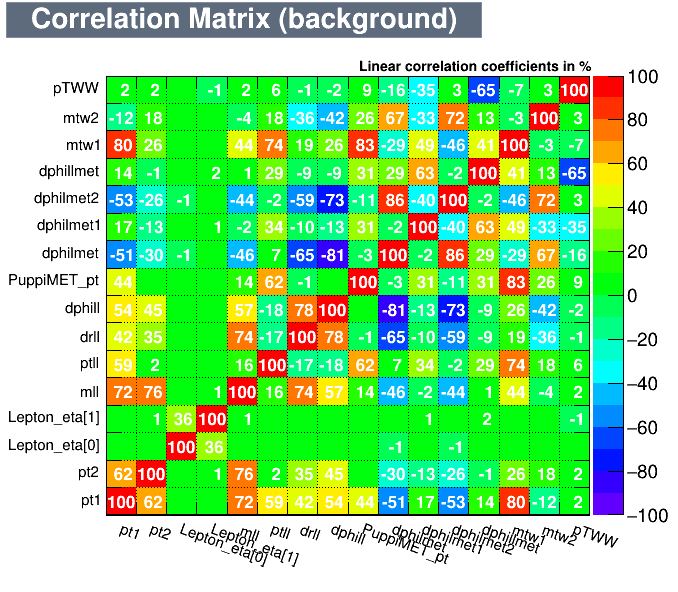 Correlation Matrix (background)
Linear correlation coefficients in %
pTWW 2 2 -1 2 6 -1 -2 9 -16 -35 3 -65 -7 3 100
mtw2 -12 18 -4 18 -36 -42 26 67 -33 72 13 -3 100 3
mtw1 80 26 44 74 19 26 83 -29 49 -46 41 100 -3 -7
dphillmet 14 -1 2 1 29 -9 -9 31 29 63 -2 100 41 13 -65
dphilmet2 -53 -26 -1 -44 -2 -59 -73 -11 86 -40 100 -2 -46 72 3
dphilmet1 17 -13 1 -2 34 -10 -13 31 -2 100 -40 63 49 -33 -35
dphilmet -51 -30 -1 -46 7 -65 -81 -3 100 -2 86 29 -29 67 -16
PuppiMET_pt 44 14 62 -1 100 -3 31 -11 31 83 26 9
dphill 54 45 57 -18 78 100 -81 -13 -73 -9 26 -42 -2
drll 42 35 74 -17 100 78 -1 -65 -10 -59 -9 19 -36 -1
ptll 59 2 16 100 -17 -18 62 7 34 -2 29 74 18 6
mll 72 76 1 100 16 74 57 14 -46 -2 -44 1 44 -4 2
Lepton_eta[1] 1 36 100 1 1 2 -1
Lepton_eta[0] 100 36 -1 -1
pt2 62 100 1 76 2 35 45 -30 -13 -26 -1 26 18 2
pt1 100 62 72 59 42 54 44 -51 17 -53 14 80 -12 2
pt1 pt2 Lepton_eta[0] Lepton_eta[1] mll ptll drll dphill PuppiMET_pt dphilmet dphilmet1 dphilmet2 dphillmet mtw1 mtw2 pTWW
100
80
60
40
20
0
−20
−40
−60
−80
−100